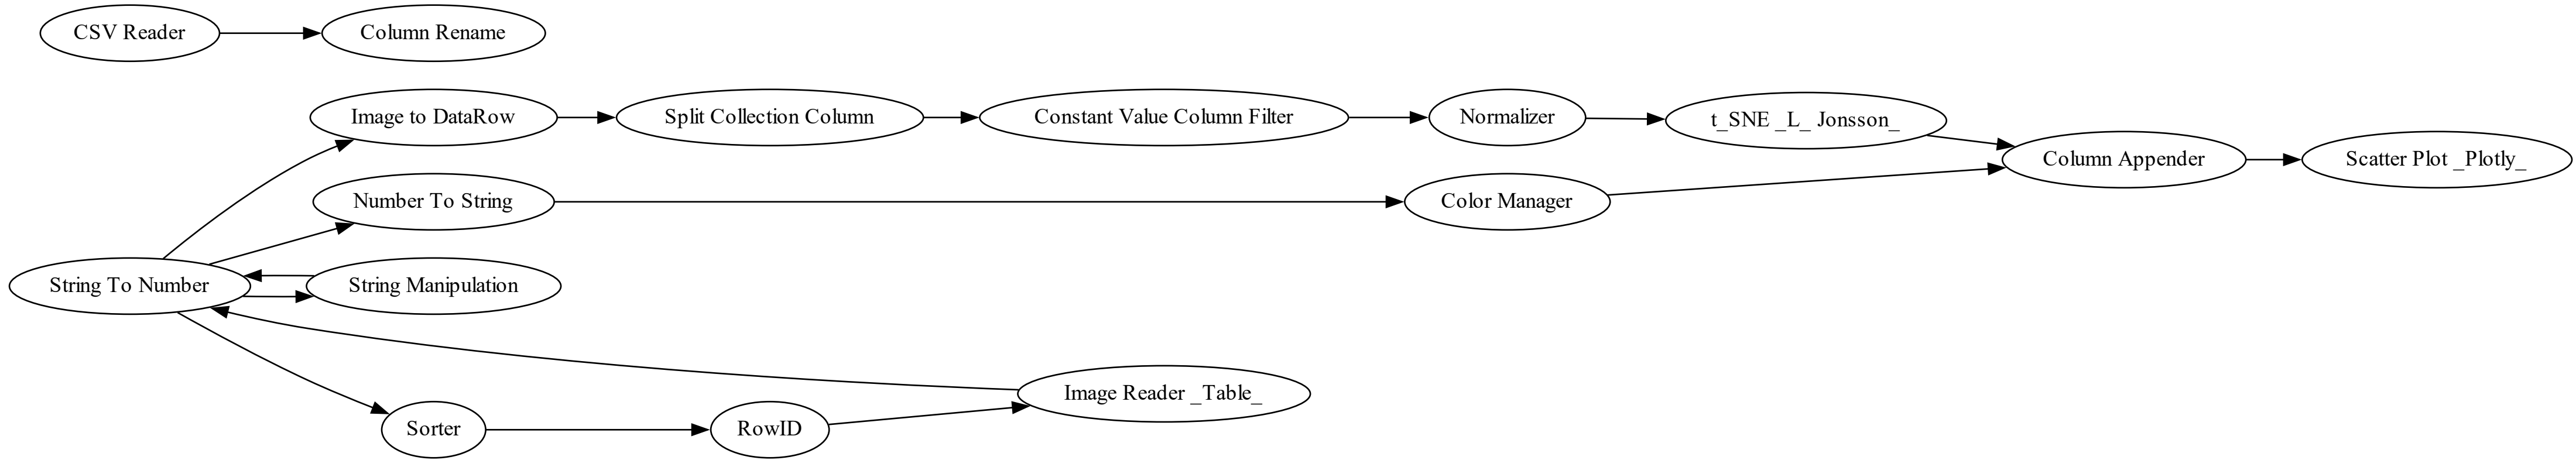 CSV Reader
Column Rename
Image to DataRow
Split Collection Column
Constant Value Column Filter
Normalizer
t_SNE _L_ Jonsson_
Column Appender
Scatter Plot _Plotly_
Number To String
Color Manager
String To Number
String Manipulation
Image Reader _Table_
Sorter
RowID